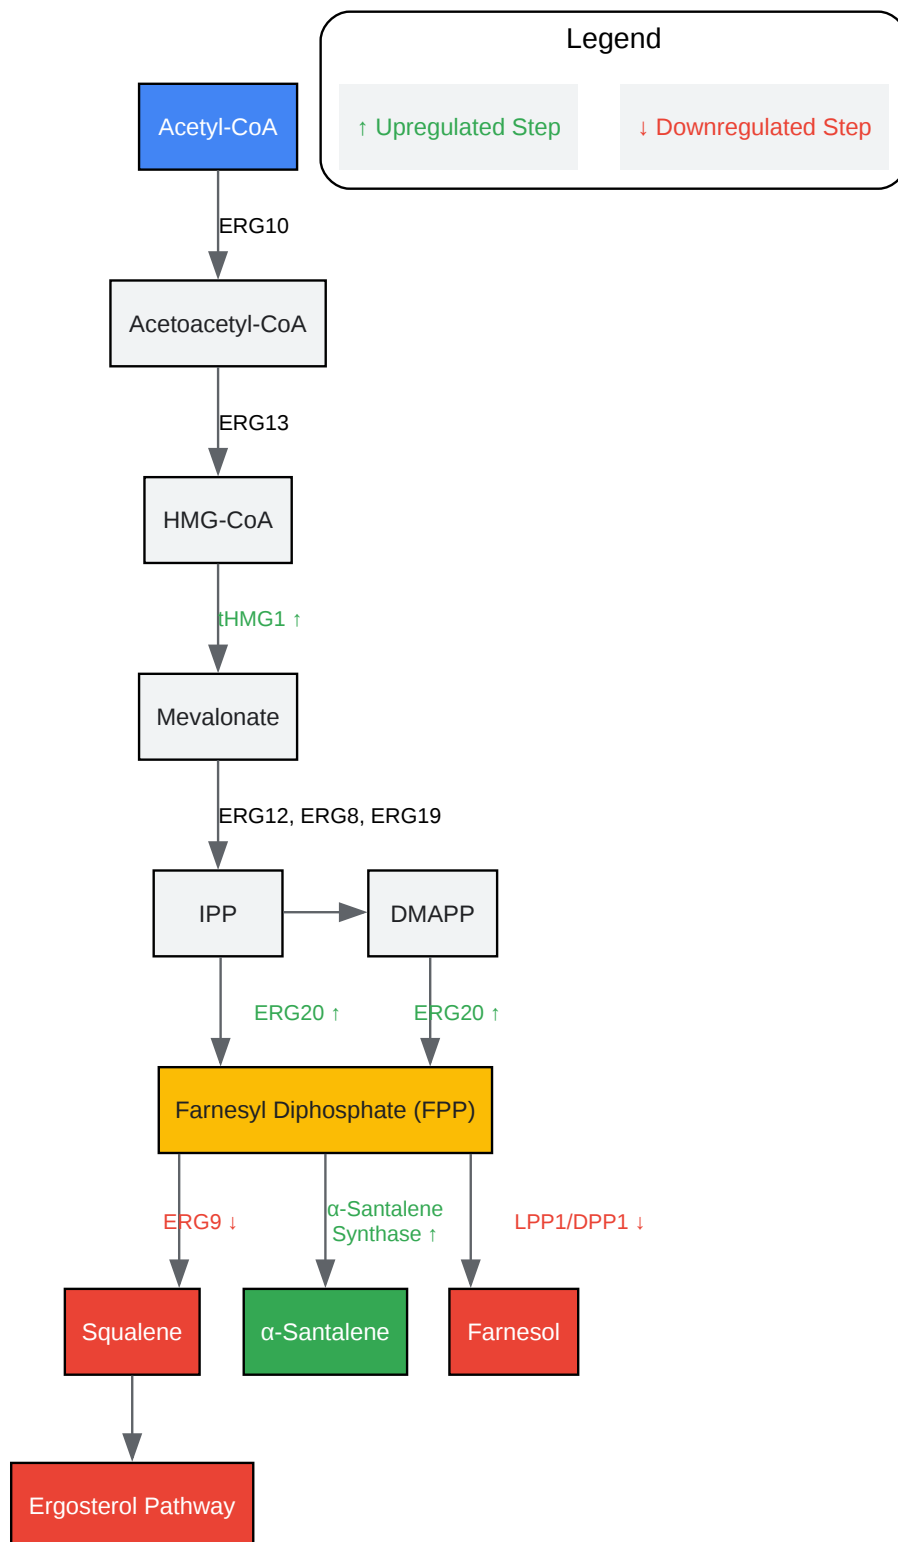 Legend
Acetyl-CoA
↑ Upregulated Step
↓ Downregulated Step
ERG10
Acetoacetyl-CoA
ERG13
HMG-CoA
tHMG1 ↑
Mevalonate
ERG12, ERG8, ERG19
IPP
DMAPP
ERG20 ↑
ERG20 ↑
Farnesyl Diphosphate (FPP)
ERG9 ↓
α-Santalene
Synthase ↑
LPP1/DPP1 ↓
Squalene
α-Santalene
Farnesol
Ergosterol Pathway